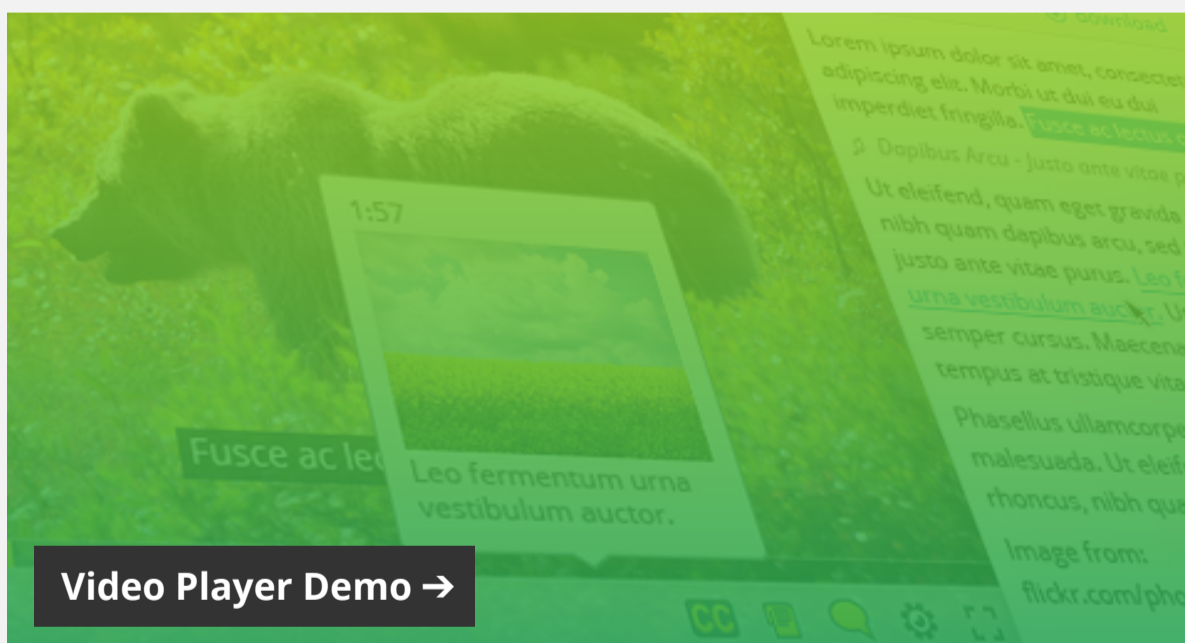 download
Lorem ipsum dolor sit amet, consectet
adipiscing elit. Morbi ut dui eu dui
imperdiet fringilla. Fusce ac lectus
Dapibus Arcu - Justo ante vitae p
Ut eleifend, quam eget gravida
nibh quam dapibus arcu, sed
justo ante vitae purus. Leo f
urna vestibulum auctor. U
semper cursus. Maecena
tempus at tristique vita
Phasellus ullamcorpe
malesuada. Ut eleif
rhoncus, nibh qua
Image from:
flickr.com/pho
1:57
Fusce ac lec
Leo fermentum urna
vestibulum auctor.
Video Player Demo ➔
CC